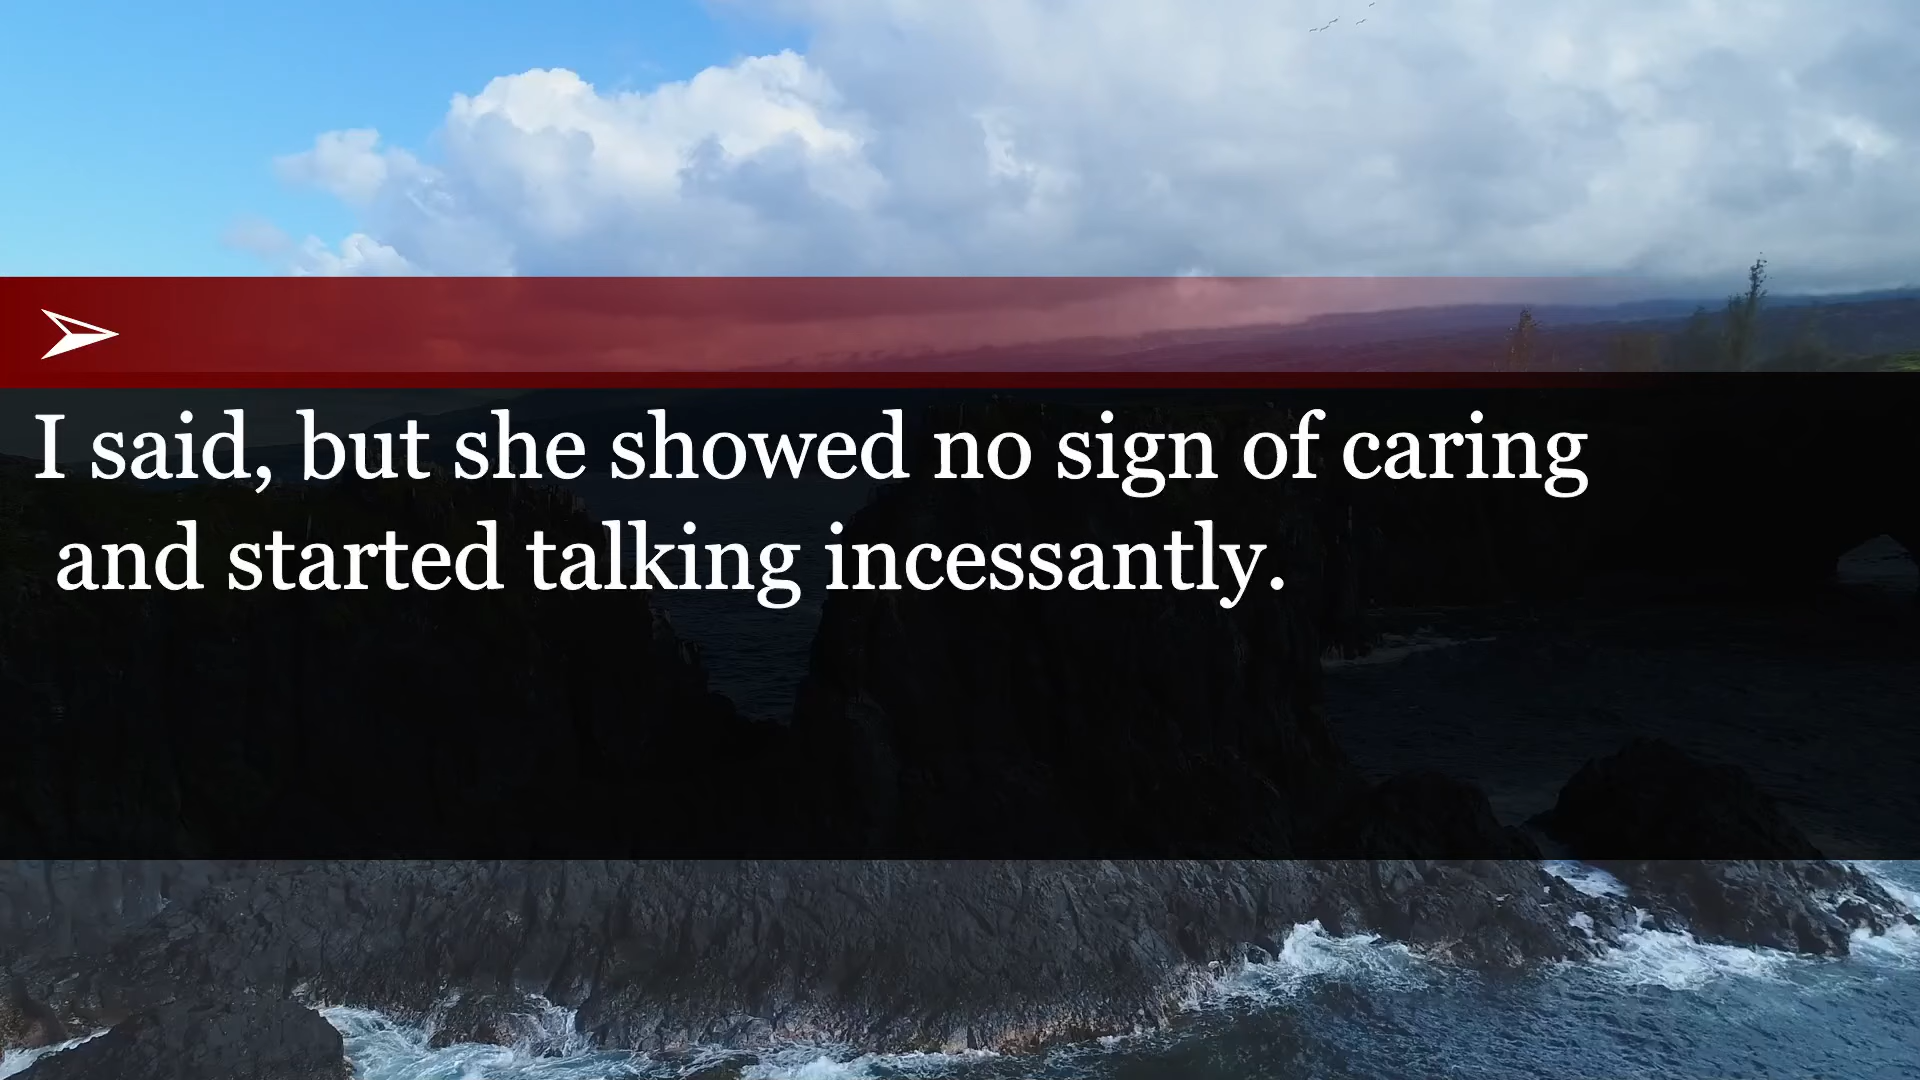 I said, but she showed no sign of caring
and started talking incessantly.